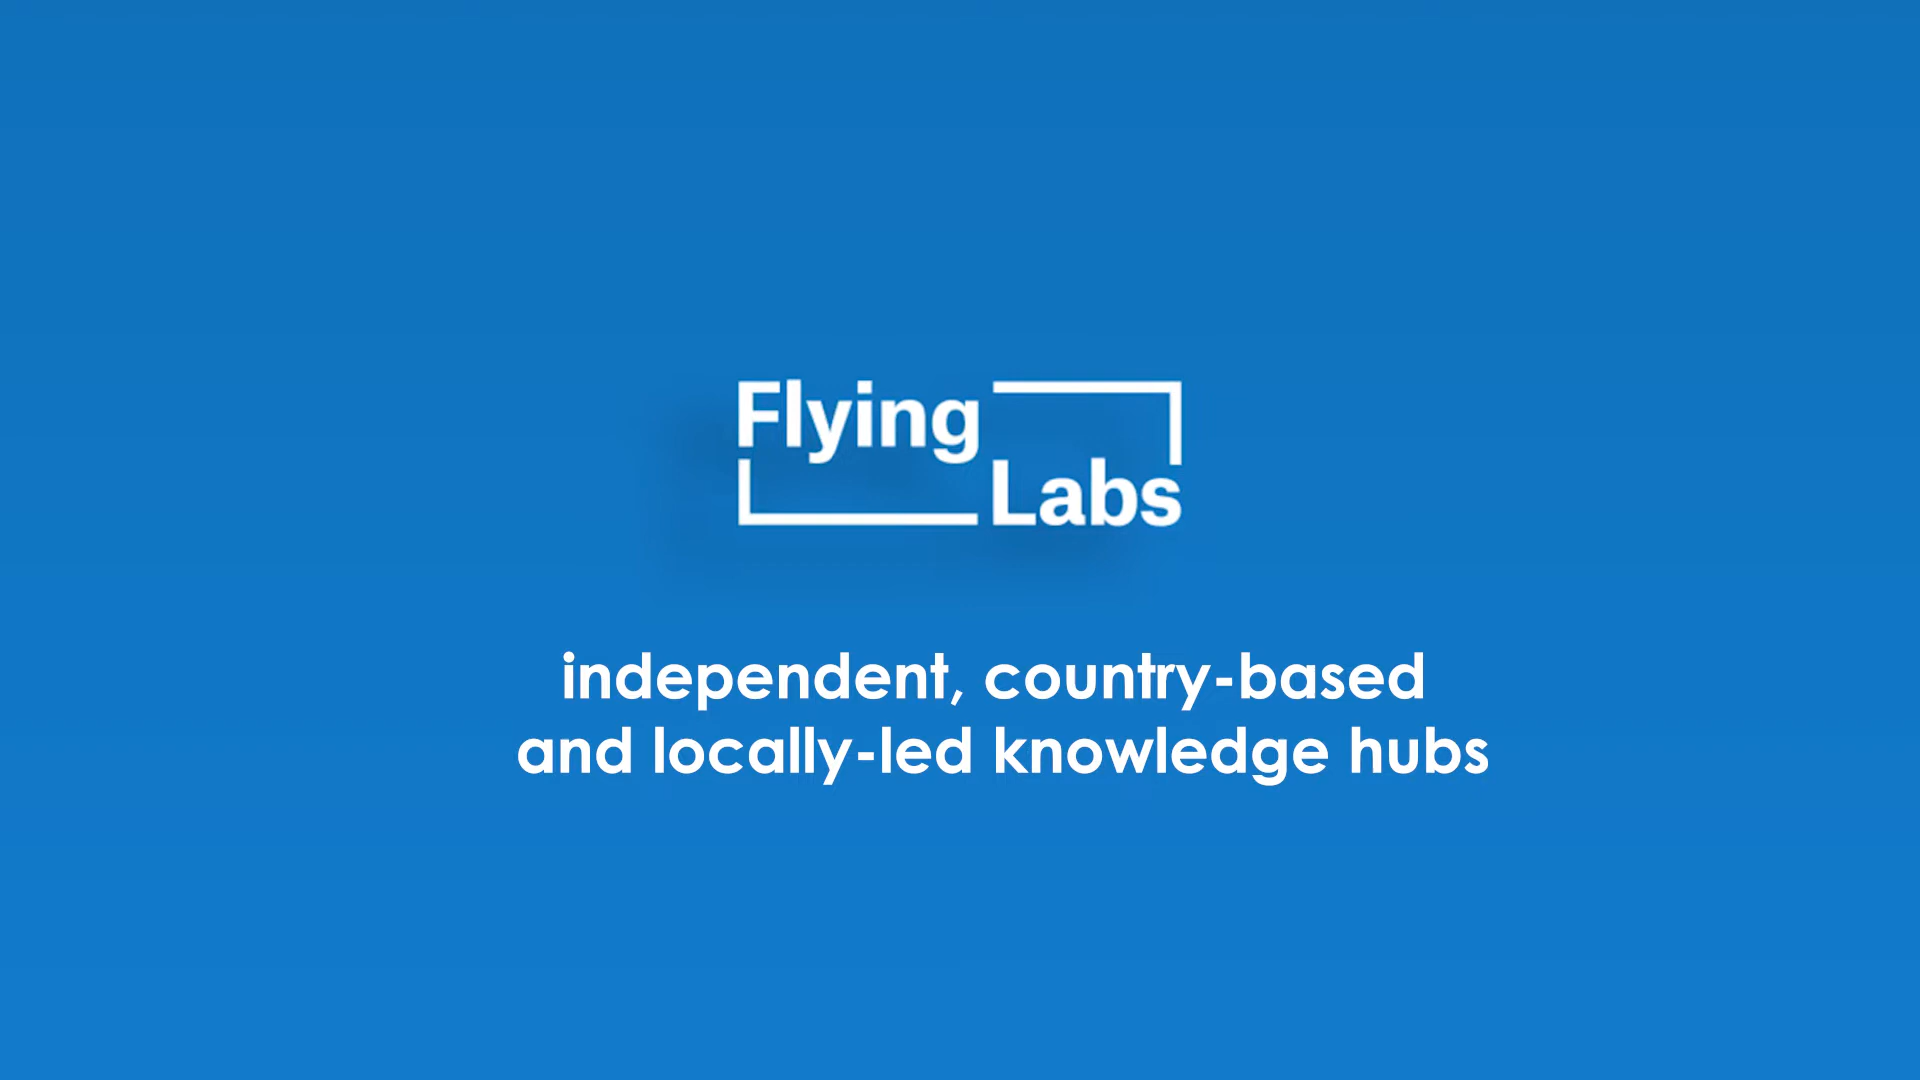 Flying
Labs
independent, country-based
and locally-led knowledge hubs